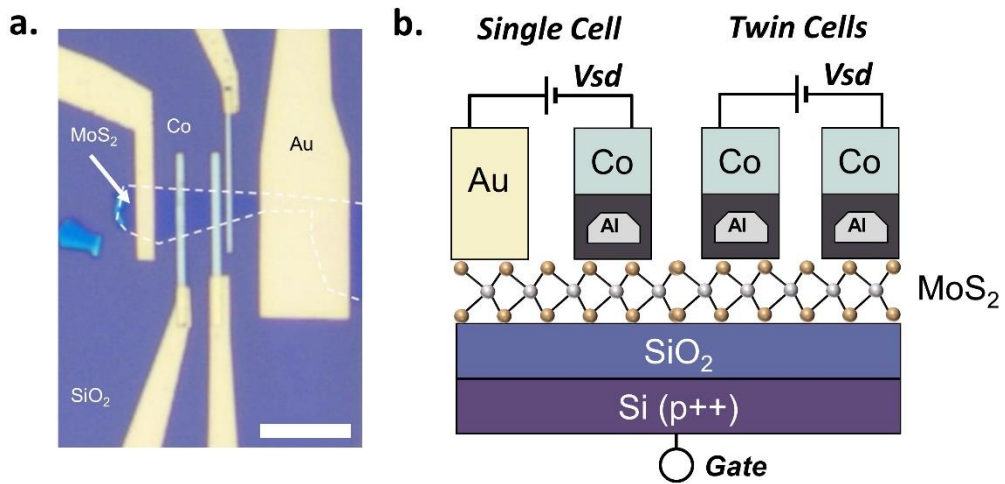 a.
MoS₂
Co
Au
SiO₂
b.
Single Cell
Twin Cells
Vsd
Vsd
Au
Co
Co
Co
Al
Al
Al
MoS₂
SiO₂
Si (p++)
Gate